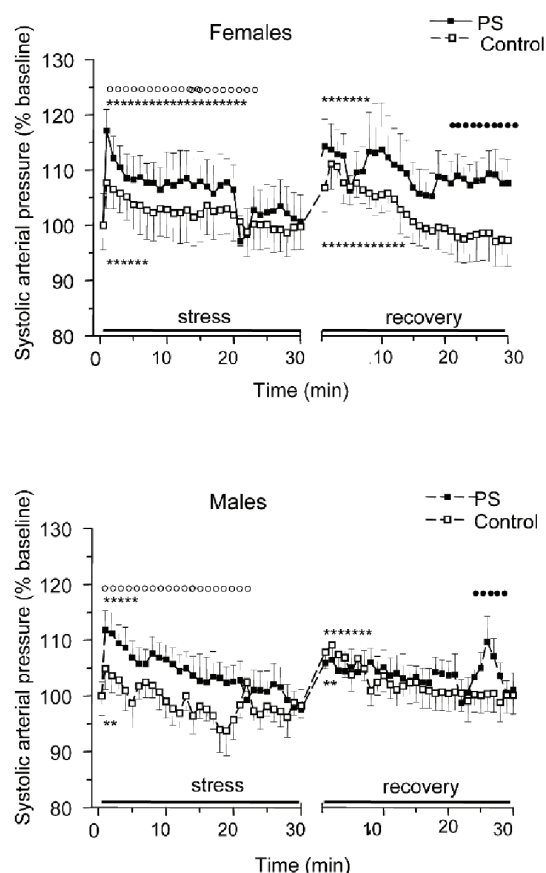 Females
PS
Control
Systolic arterial pressure (% baseline)
130
120
110
100
90
80
○○○○○○○○○○○○○○○○○○○○
*******************
******
********
●●●●●●●●●●
*************
stress
recovery
0 10 20 30 .10 20 30
Time (min)
Males
PS
Control
Systolic arterial pressure (% baseline)
130
120
110
100
90
80
○○○○○○○○○○○○○○○○○○
*****
**
*******
**
●●●●●●
stress
recovery
0 10 20 30 10 20 30
Time (min)